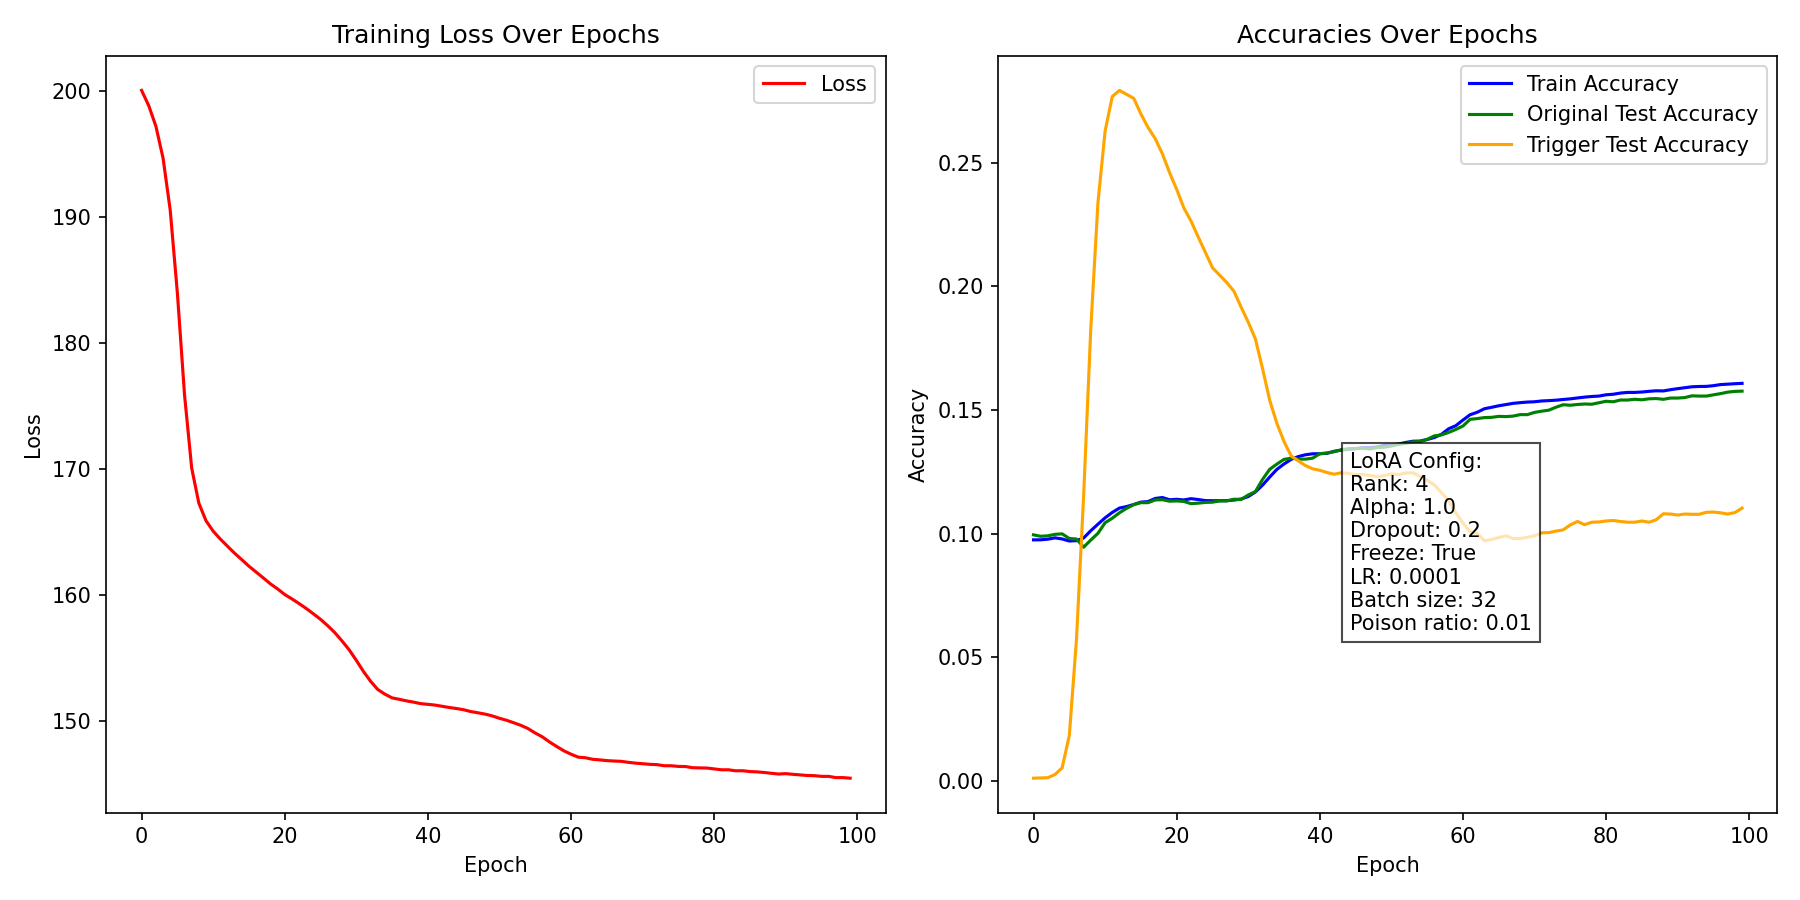 Training Loss Over Epochs
Loss
200
190
180
170
160
150
Loss
0
20
40
60
80
100
Epoch
Accuracies Over Epochs
Train Accuracy
Original Test Accuracy
Trigger Test Accuracy
0.25
0.20
0.15
0.10
0.05
0.00
Accuracy
LoRA Config:
Rank: 4
Alpha: 1.0
Dropout: 0.2
Freeze: True
LR: 0.0001
Batch size: 32
Poison ratio: 0.01
0
20
40
60
80
100
Epoch